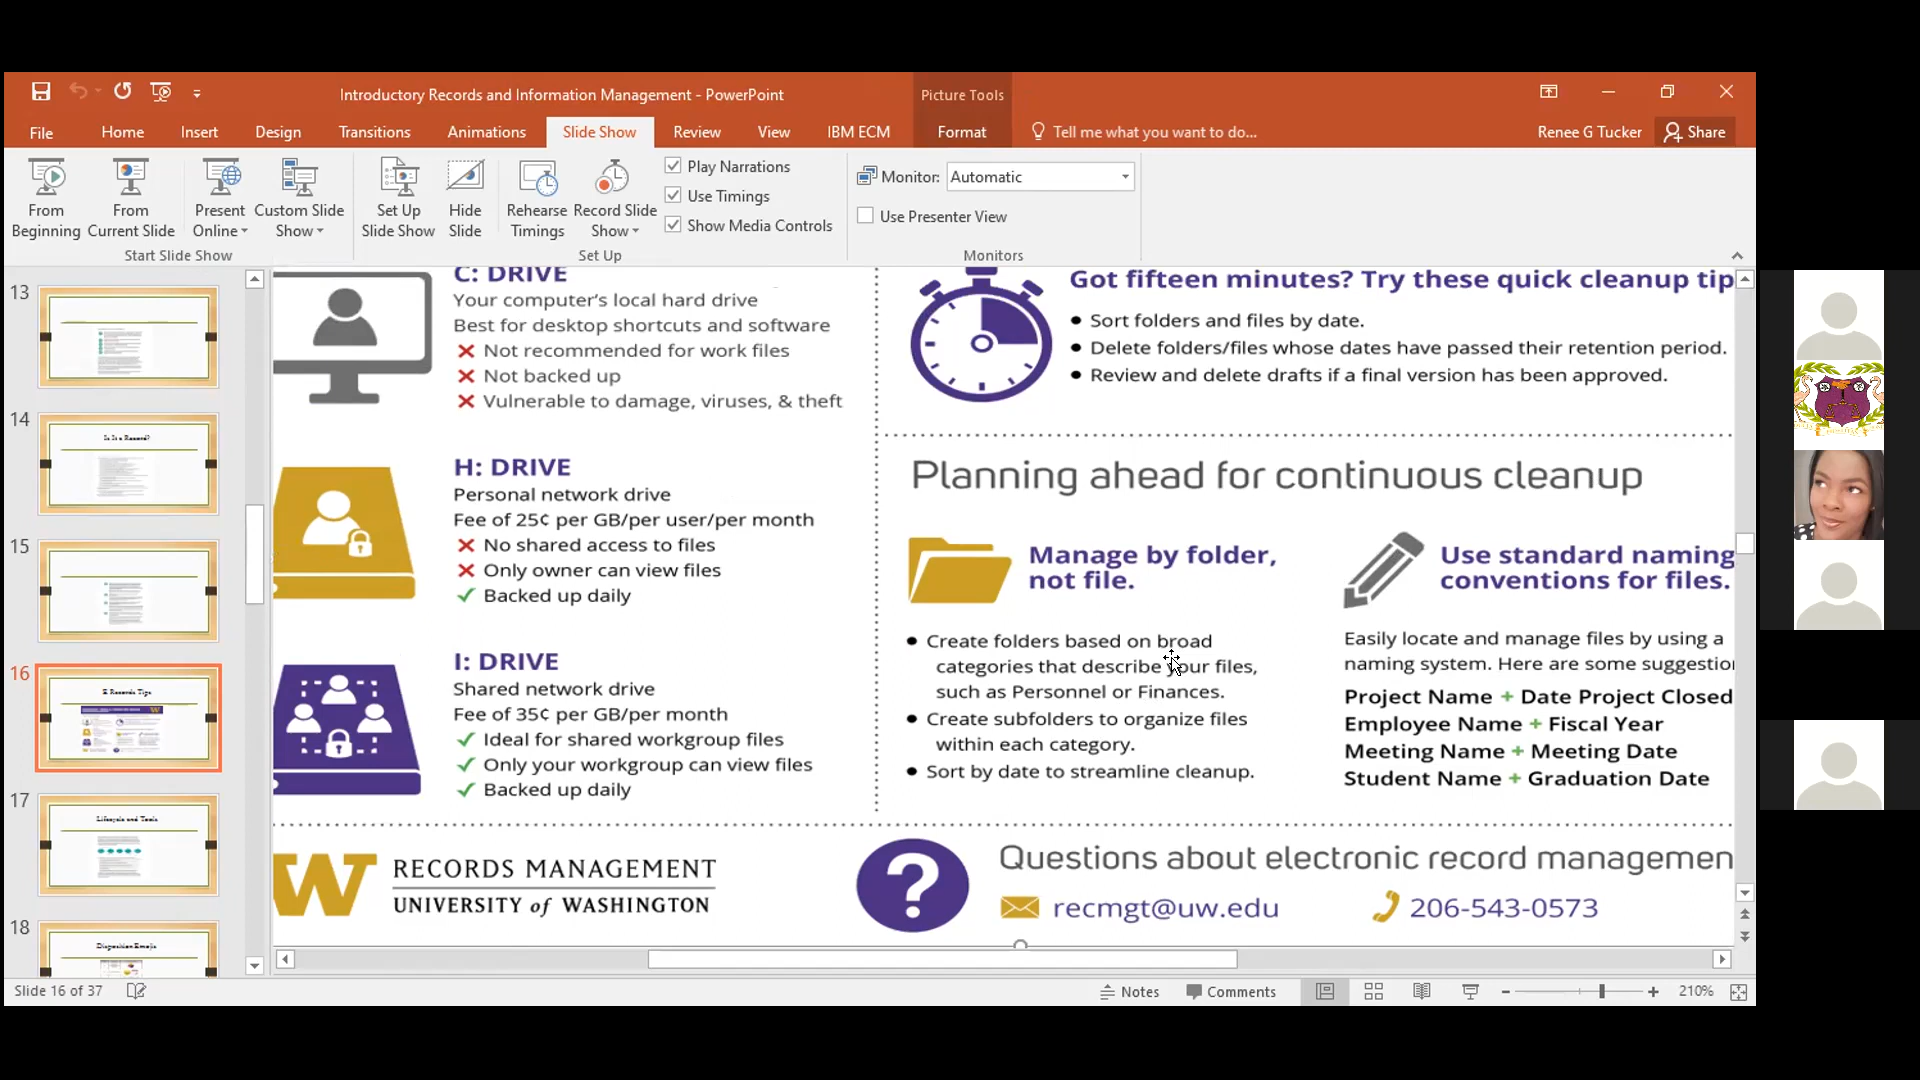 Introductory Records and Information Management - PowerPoint
Picture Tools
File
Home
Insert
Design
Transitions
Animations
Slide Show
Review
View
IBM ECM
Format
Tell me what you want to do...
Renee G Tucker
Share
From Beginning
From Current Slide
Present Online
Custom Slide Show
Start Slide Show
Set Up Slide Show
Hide Slide
Rehearse Timings
Record Slide Show
Play Narrations
Use Timings
Show Media Controls
Set Up
Monitor: Automatic
Use Presenter View
Monitors
13
14
Is It a Record?
15
16
E Records Tips
17
Lifecycle and Tools
18
Disposition Emojis
C: DRIVE
Your computer's local hard drive
Best for desktop shortcuts and software
Not recommended for work files
Not backed up
Vulnerable to damage, viruses, & theft
H: DRIVE
Personal network drive
Fee of 25¢ per GB/per user/per month
No shared access to files
Only owner can view files
Backed up daily
I: DRIVE
Shared network drive
Fee of 35¢ per GB/per month
Ideal for shared workgroup files
Only your workgroup can view files
Backed up daily
Got fifteen minutes? Try these quick cleanup tip
• Sort folders and files by date.
• Delete folders/files whose dates have passed their retention period.
• Review and delete drafts if a final version has been approved.
Planning ahead for continuous cleanup
Manage by folder,
not file.
• Create folders based on broad
categories that describe your files,
such as Personnel or Finances.
• Create subfolders to organize files
within each category.
• Sort by date to streamline cleanup.
Use standard naming
conventions for files.
Easily locate and manage files by using a
naming system. Here are some suggestio
Project Name + Date Project Closed
Employee Name + Fiscal Year
Meeting Name + Meeting Date
Student Name + Graduation Date
W
RECORDS MANAGEMENT
UNIVERSITY of WASHINGTON
?
Questions about electronic record managemen
recmgt@uw.edu
206-543-0573
Slide 16 of 37
Notes
Comments
210%